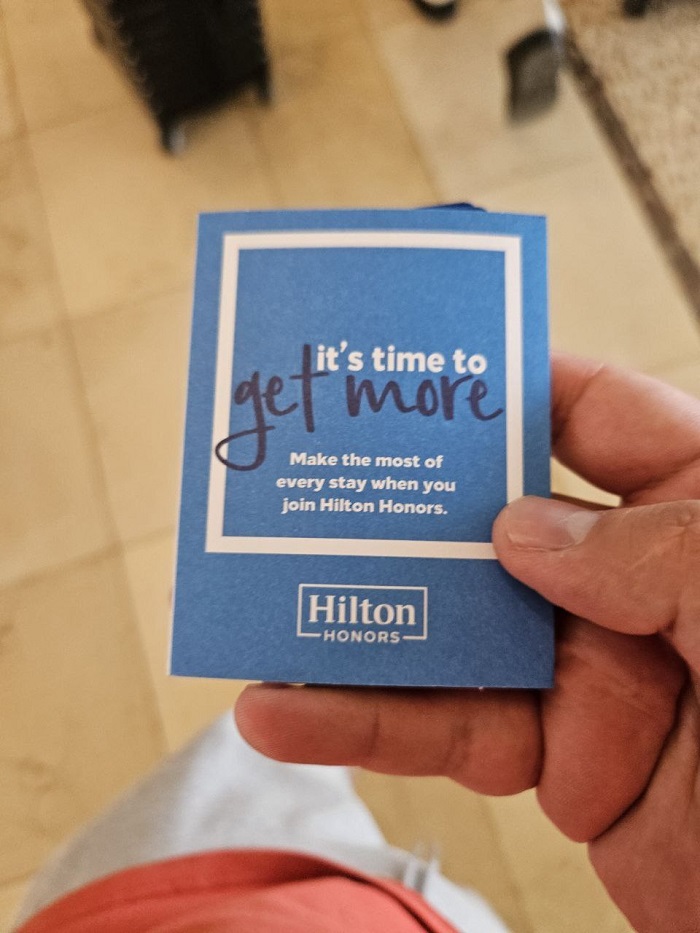 it's time to
get more
Make the most of
every stay when you
join Hilton Honors.
Hilton
HONORS